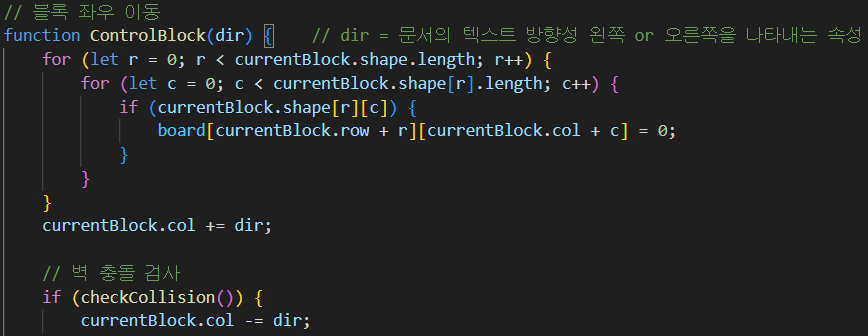 // 블록 좌우 이동
function ControlBlock(dir) {    // dir = 문서의 텍스트 방향성 왼쪽 or 오른쪽을 나타내는 속성
    for (let r = 0; r < currentBlock.shape.length; r++) {
        for (let c = 0; c < currentBlock.shape[r].length; c++) {
            if (currentBlock.shape[r][c]) {
                board[currentBlock.row + r][currentBlock.col + c] = 0;
            }
        }
    }
    currentBlock.col += dir;
    // 벽 충돌 검사
    if (checkCollision()) {
        currentBlock.col -= dir;